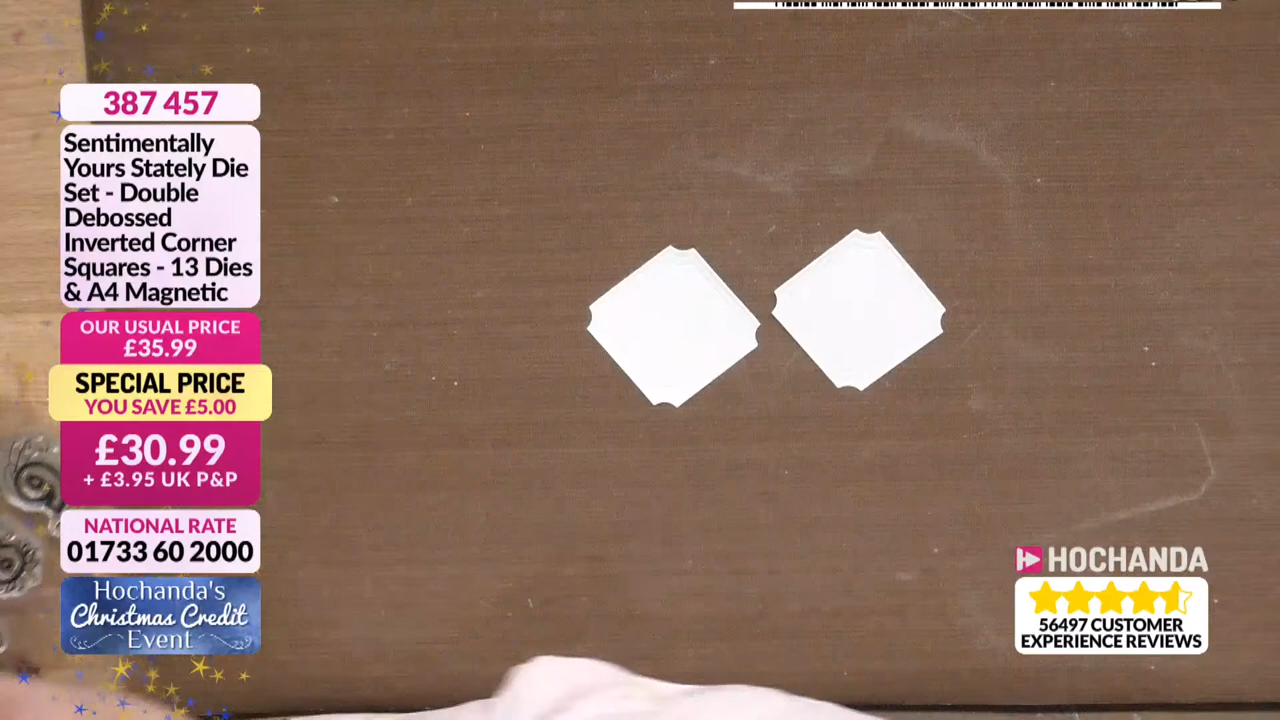 387 457
Sentimentally
Yours Stately Die
Set - Double
Debossed
Inverted Corner
Squares - 13 Dies
& A4 Magnetic
OUR USUAL PRICE
£35.99
SPECIAL PRICE
YOU SAVE £5.00
£30.99
+ £3.95 UK P&P
NATIONAL RATE
01733 60 2000
Hochanda's
Christmas Credit
Event
HOCHANDA
56497 CUSTOMER
EXPERIENCE REVIEWS